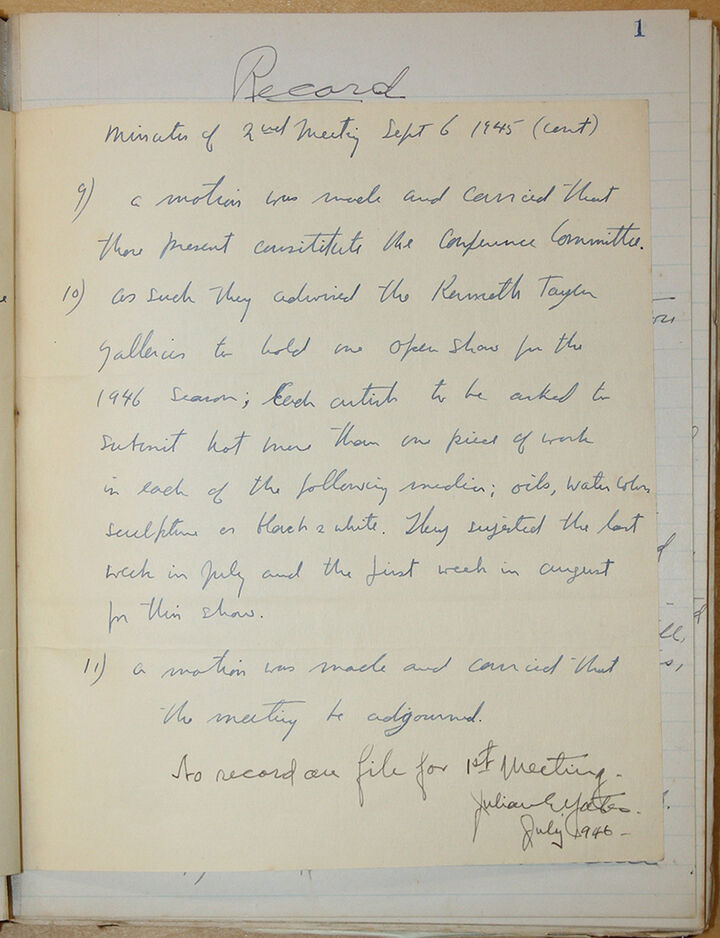 1
Record
Minutes of 2nd Meeting Sept 6 1945 (cont)
9) a motion was made and carried that
those present constitute the Conference Committee.
10) as such they advised the Kenneth Taylor
Galleries to hold one open show for the
1946 season; Each artist to be asked to
submit not more than one piece of work
in each of the following media; oils, water colors
sculpture or black & white. They sujested the last
week in July and the first week in august
for this show.
11) a motion was made and carried that
the meeting be adjourned.
No record on file for 1st Meeting.
Julian E. Yates.
July 1946 -